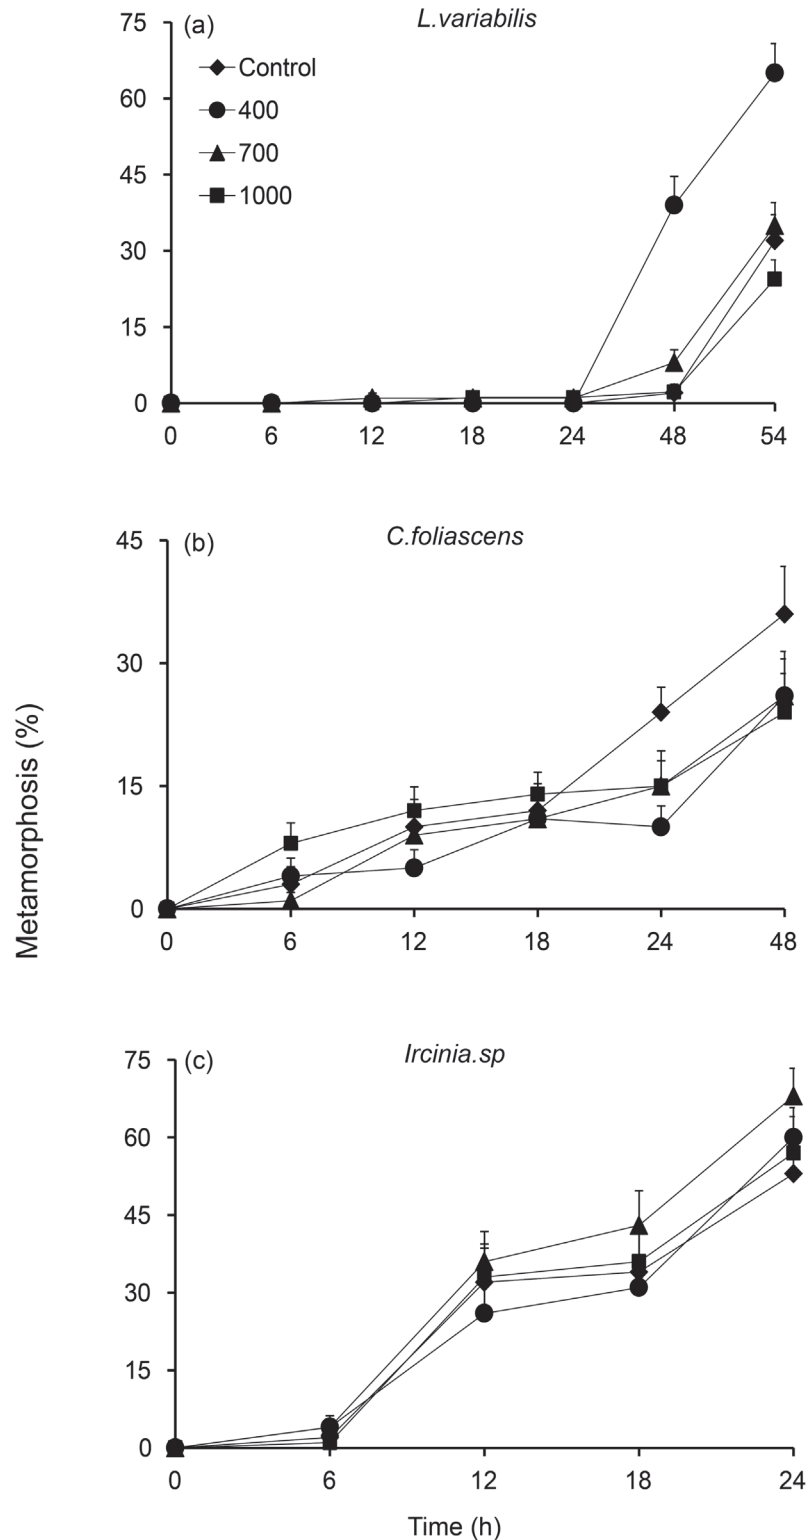 75
(a)
L.variabilis
Control
60
400
700
45
1000
30
15
0
0 6 12 18 24 48 54
45
(b)
C.foliascens
30
15
0
0 6 12 18 24 48
Metamorphosis (%)
75
(c)
Ircinia.sp
60
45
30
15
0
0 6 12 18 24
Time (h)